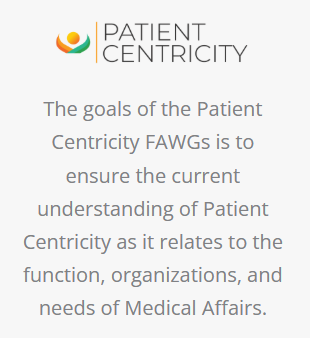 PATIENT
CENTRICITY
The goals of the Patient
Centricity FAWGs is to
ensure the current
understanding of Patient
Centricity as it relates to the
function, organizations, and
needs of Medical Affairs.